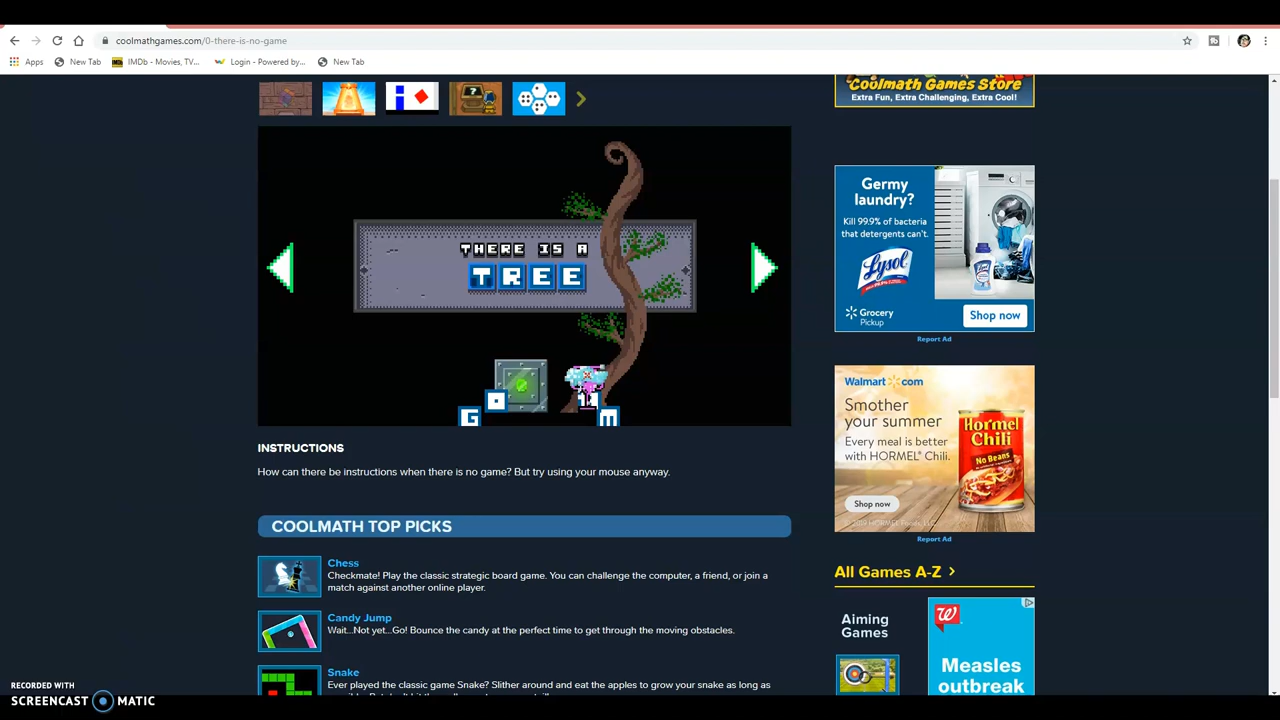 coolmathgames.com/0-there-is-no-game
Apps
New Tab
IMDb - Movies, TV...
Login - Powered by...
New Tab
Coolmath Games Store
Extra Fun, Extra Challenging, Extra Cool!
THERE IS A
TREE
G
M
INSTRUCTIONS
How can there be instructions when there is no game? But try using your mouse anyway.
COOLMATH TOP PICKS
Chess
Checkmate! Play the classic strategic board game. You can challenge the computer, a friend, or join a
match against another online player.
Candy Jump
Wait...Not yet...Go! Bounce the candy at the perfect time to get through the moving obstacles.
Snake
Ever played the classic game Snake? Slither around and eat the apples to grow your snake as long as
Germy
laundry?
Kill 99.9% of bacteria
that detergents can't.
Lysol
Grocery
Pickup
Shop now
Report Ad
Walmart.com
Smother
your summer
Every meal is better
with HORMEL® Chili.
Hormel
Chili
No Beans
Shop now
Report Ad
All Games A-Z
Aiming
Games
Measles
outbreak
RECORDED WITH
SCREENCAST MATIC